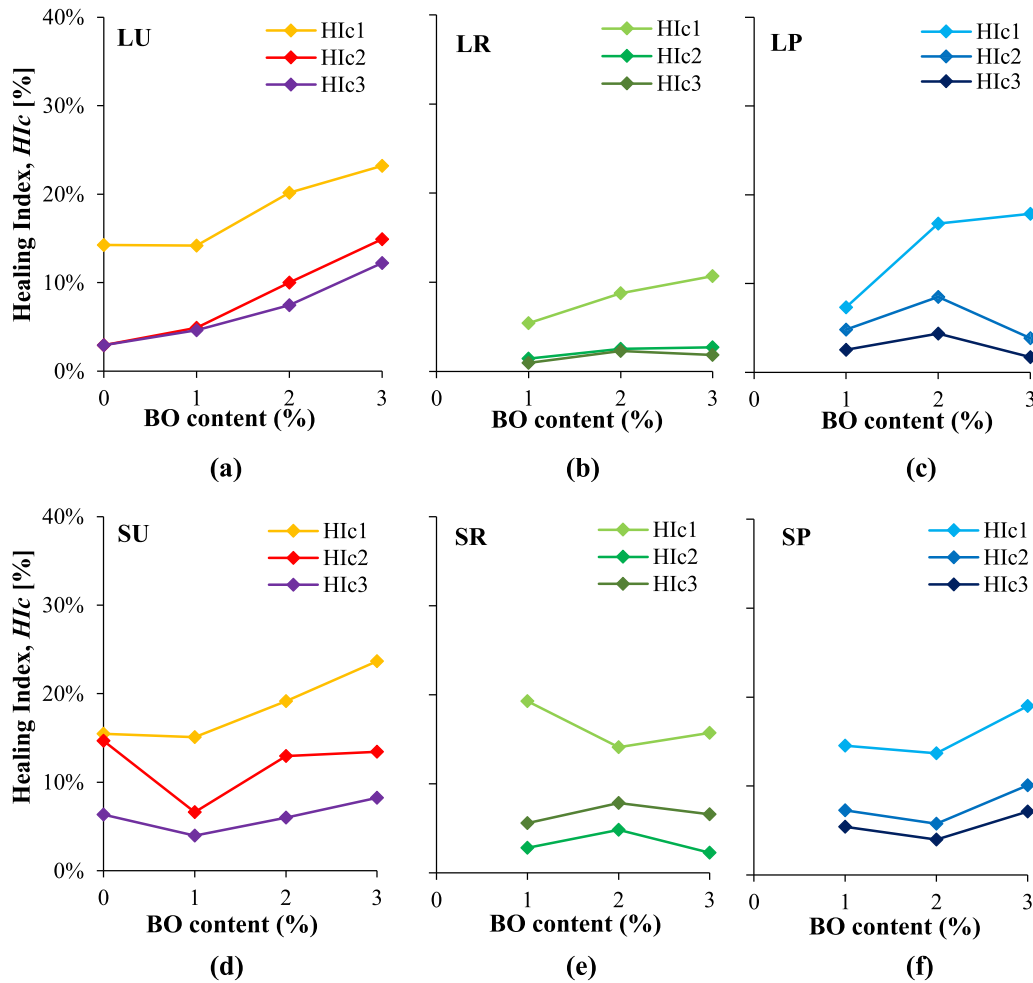 Healing Index, HIc [%]
40%
30%
20%
10%
0%
LU
HIc1
HIc2
HIc3
0 1 2 3
BO content (%)
(a)
LR
HIc1
HIc2
HIc3
0 1 2 3
BO content (%)
(b)
LP
HIc1
HIc2
HIc3
0 1 2 3
BO content (%)
(c)
Healing Index, HIc [%]
40%
30%
20%
10%
0%
SU
HIc1
HIc2
HIc3
0 1 2 3
BO content (%)
(d)
SR
HIc1
HIc2
HIc3
0 1 2 3
BO content (%)
(e)
SP
HIc1
HIc2
HIc3
0 1 2 3
BO content (%)
(f)